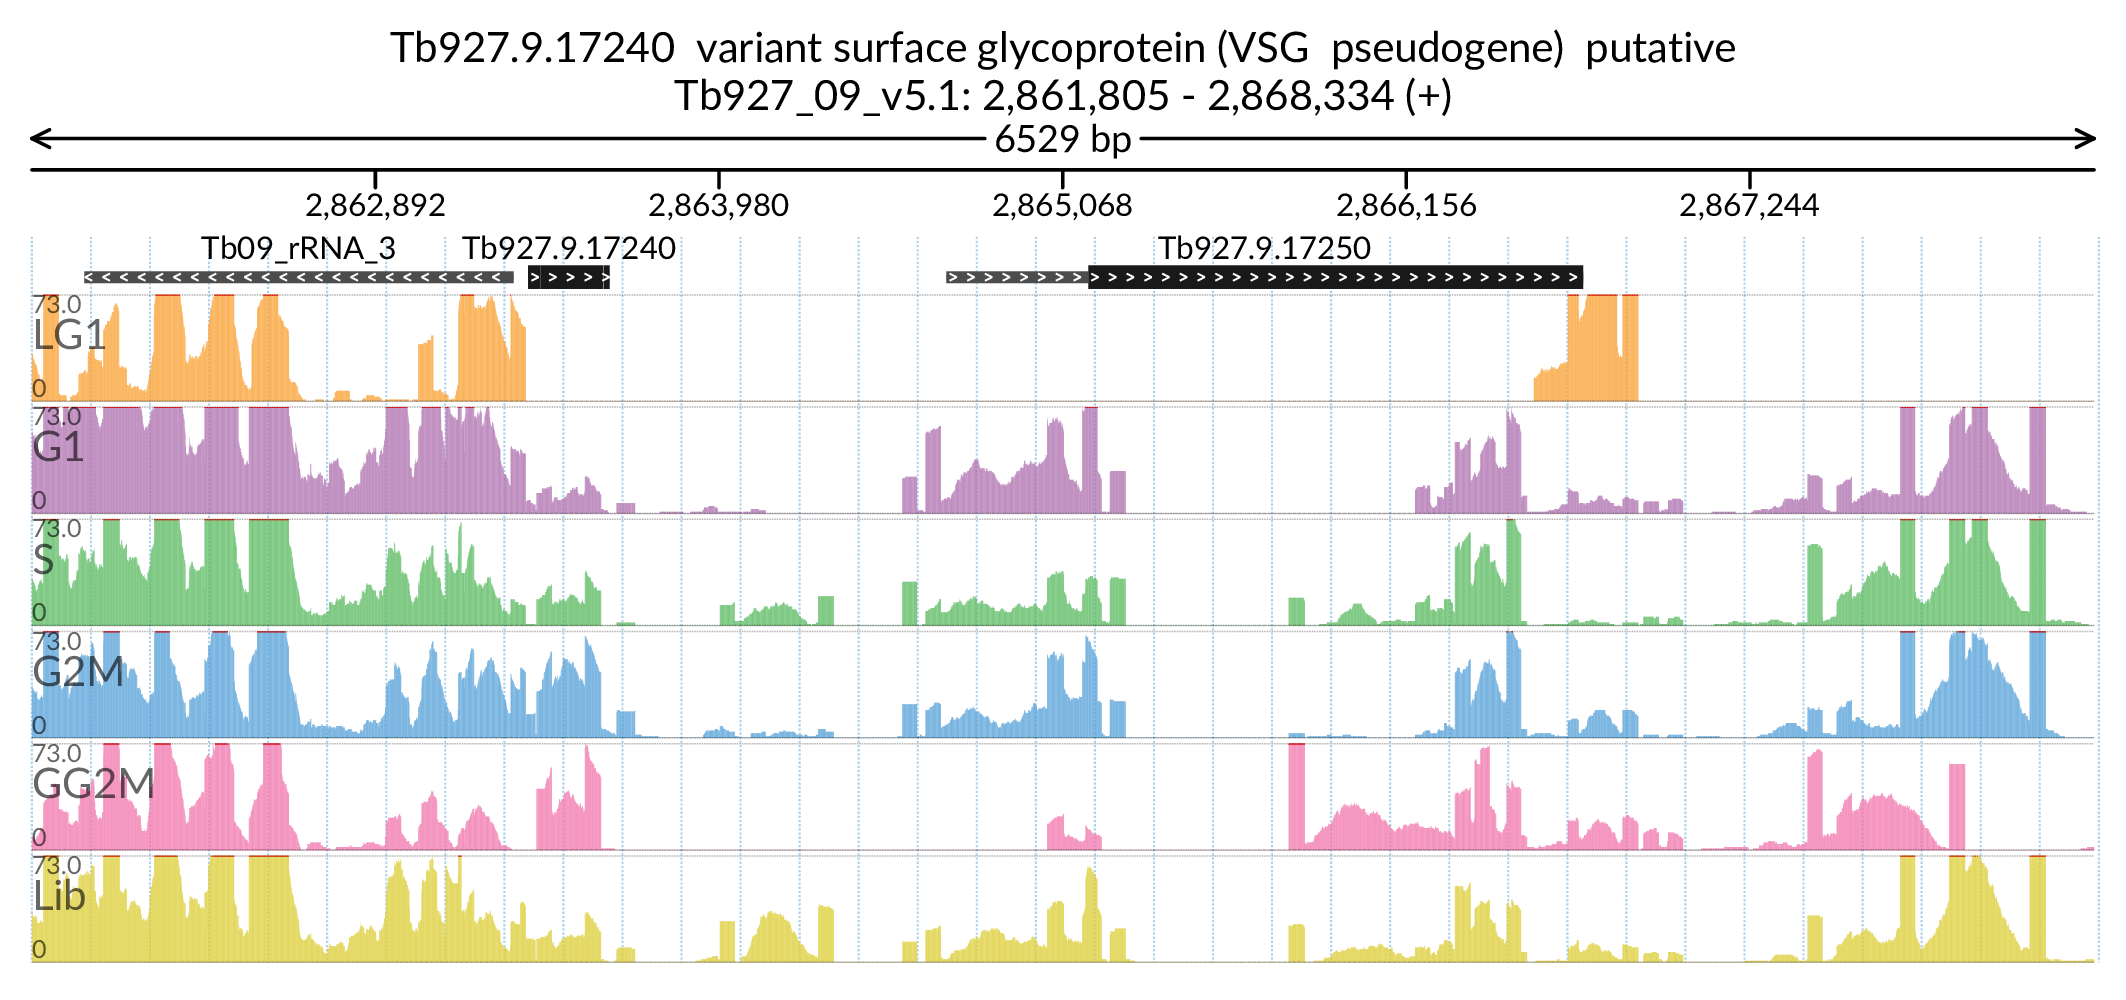 Tb927.9.17240 variant surface glycoprotein (VSG pseudogene) putative
Tb927_09_v5.1: 2,861,805 - 2,868,334 (+)
6529 bp
2,862,892 2,863,980 2,865,068 2,866,156 2,867,244
Tb09_rRNA_3 Tb927.9.17240 Tb927.9.17250
73.0
LG1
0
73.0
G1
0
73.0
S
0
73.0
G2M
0
73.0
GG2M
0
73.0
Lib
0